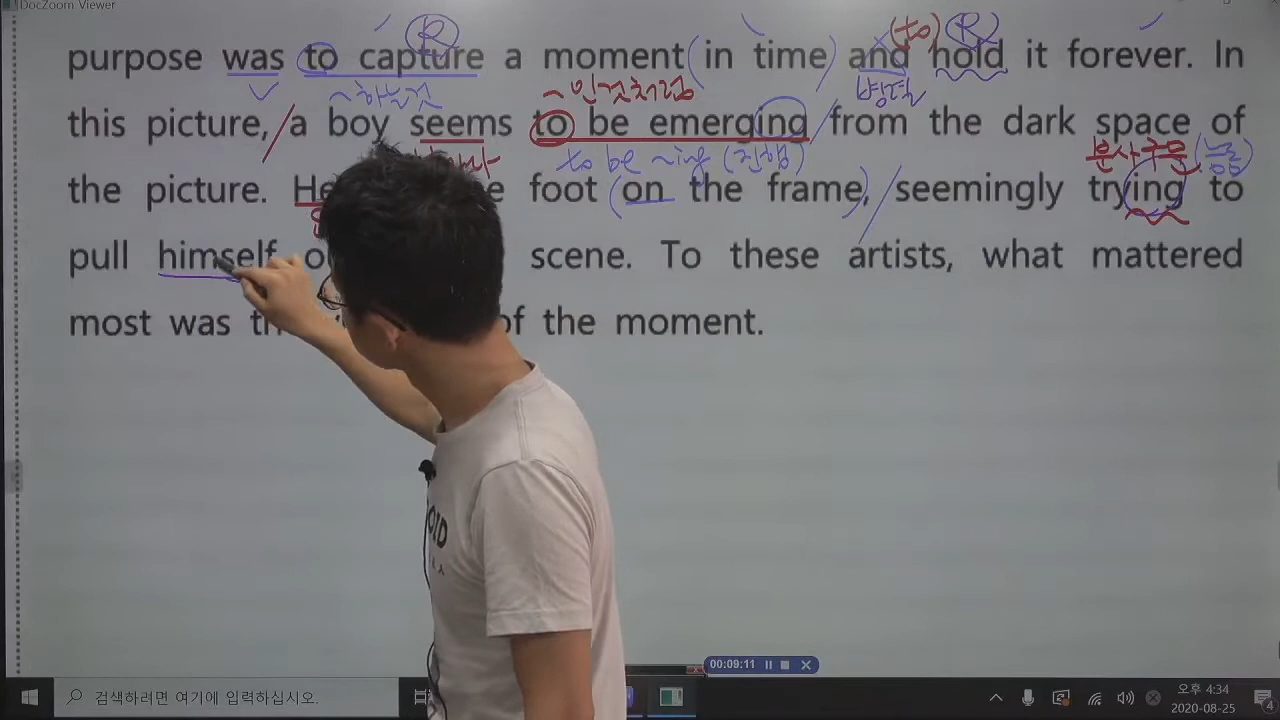 DocZoom Viewer
R (to) R
purpose was to capture a moment (in time) and hold it forever. In
~하는것 ~인것처럼 병렬
this picture, / a boy seems to be emerging / from the dark space of
to be ~ing (진행) 분사구문 (능동)
the picture. He foot (on the frame), / seemingly trying to
pull himself scene. To these artists, what mattered
most was of the moment.
00:09:11
검색하려면 여기에 입력하십시오.
오후 4:34
2020-08-25
4